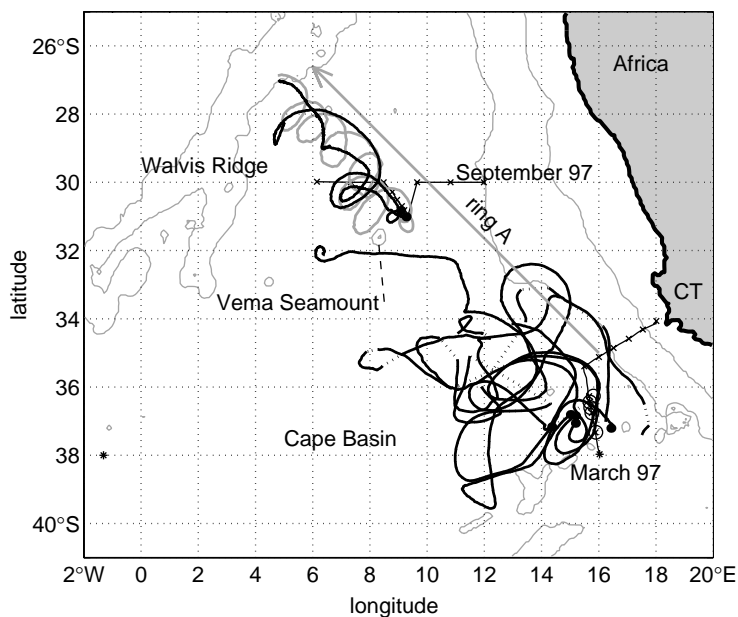 26°S
Africa
28
Walvis Ridge
30
September 97
ring A
32
latitude
CT
Vema Seamount
34
36
Cape Basin
38
March 97
40°S
2°W 0 2 4 6 8 10 12 14 16 18 20°E
longitude